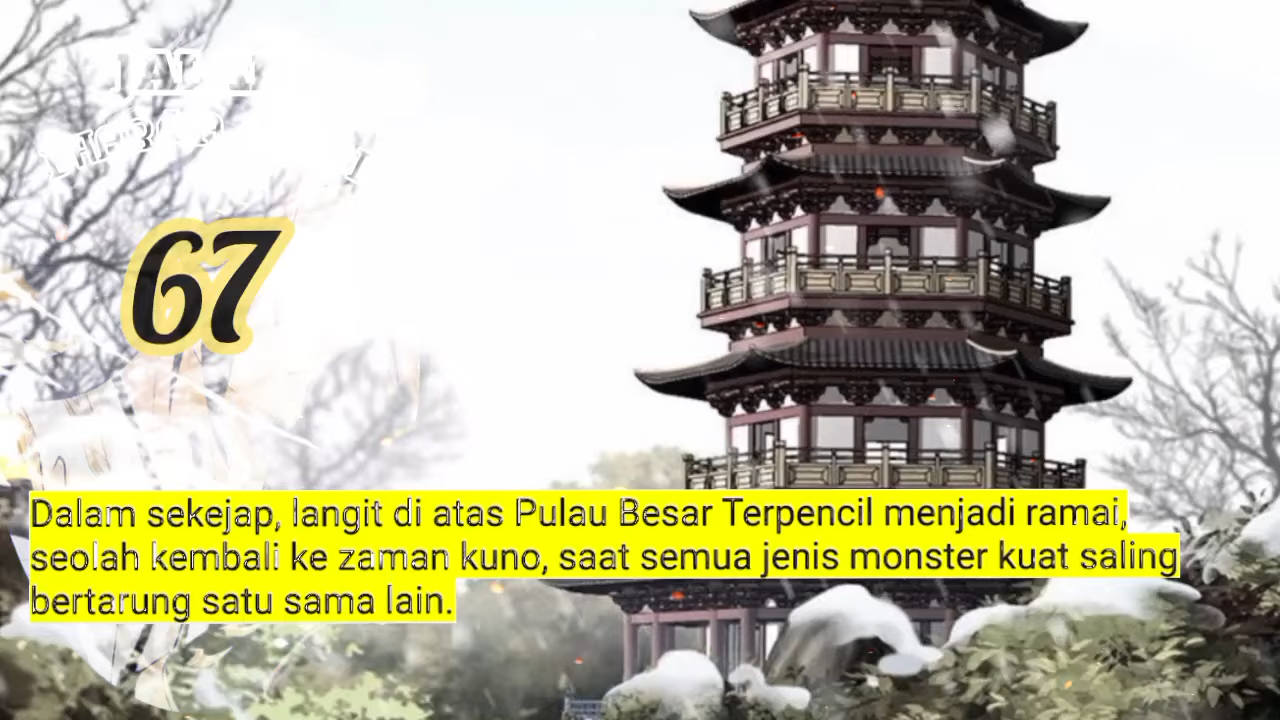 67
Dalam sekejap, langit di atas Pulau Besar Terpencil menjadi ramai,
seolah kembali ke zaman kuno, saat semua jenis monster kuat saling
bertarung satu sama lain.